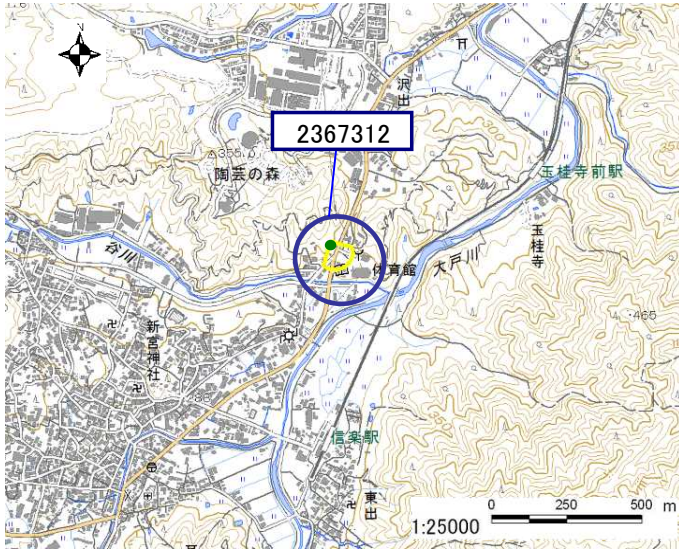 N
沢出
300
2367312
355.0
陶芸の森
玉桂寺前駅
玉桂寺
体育館
大戸川
谷川
新宮神社
465
信楽駅
東出
0 250 500 m
1:25000